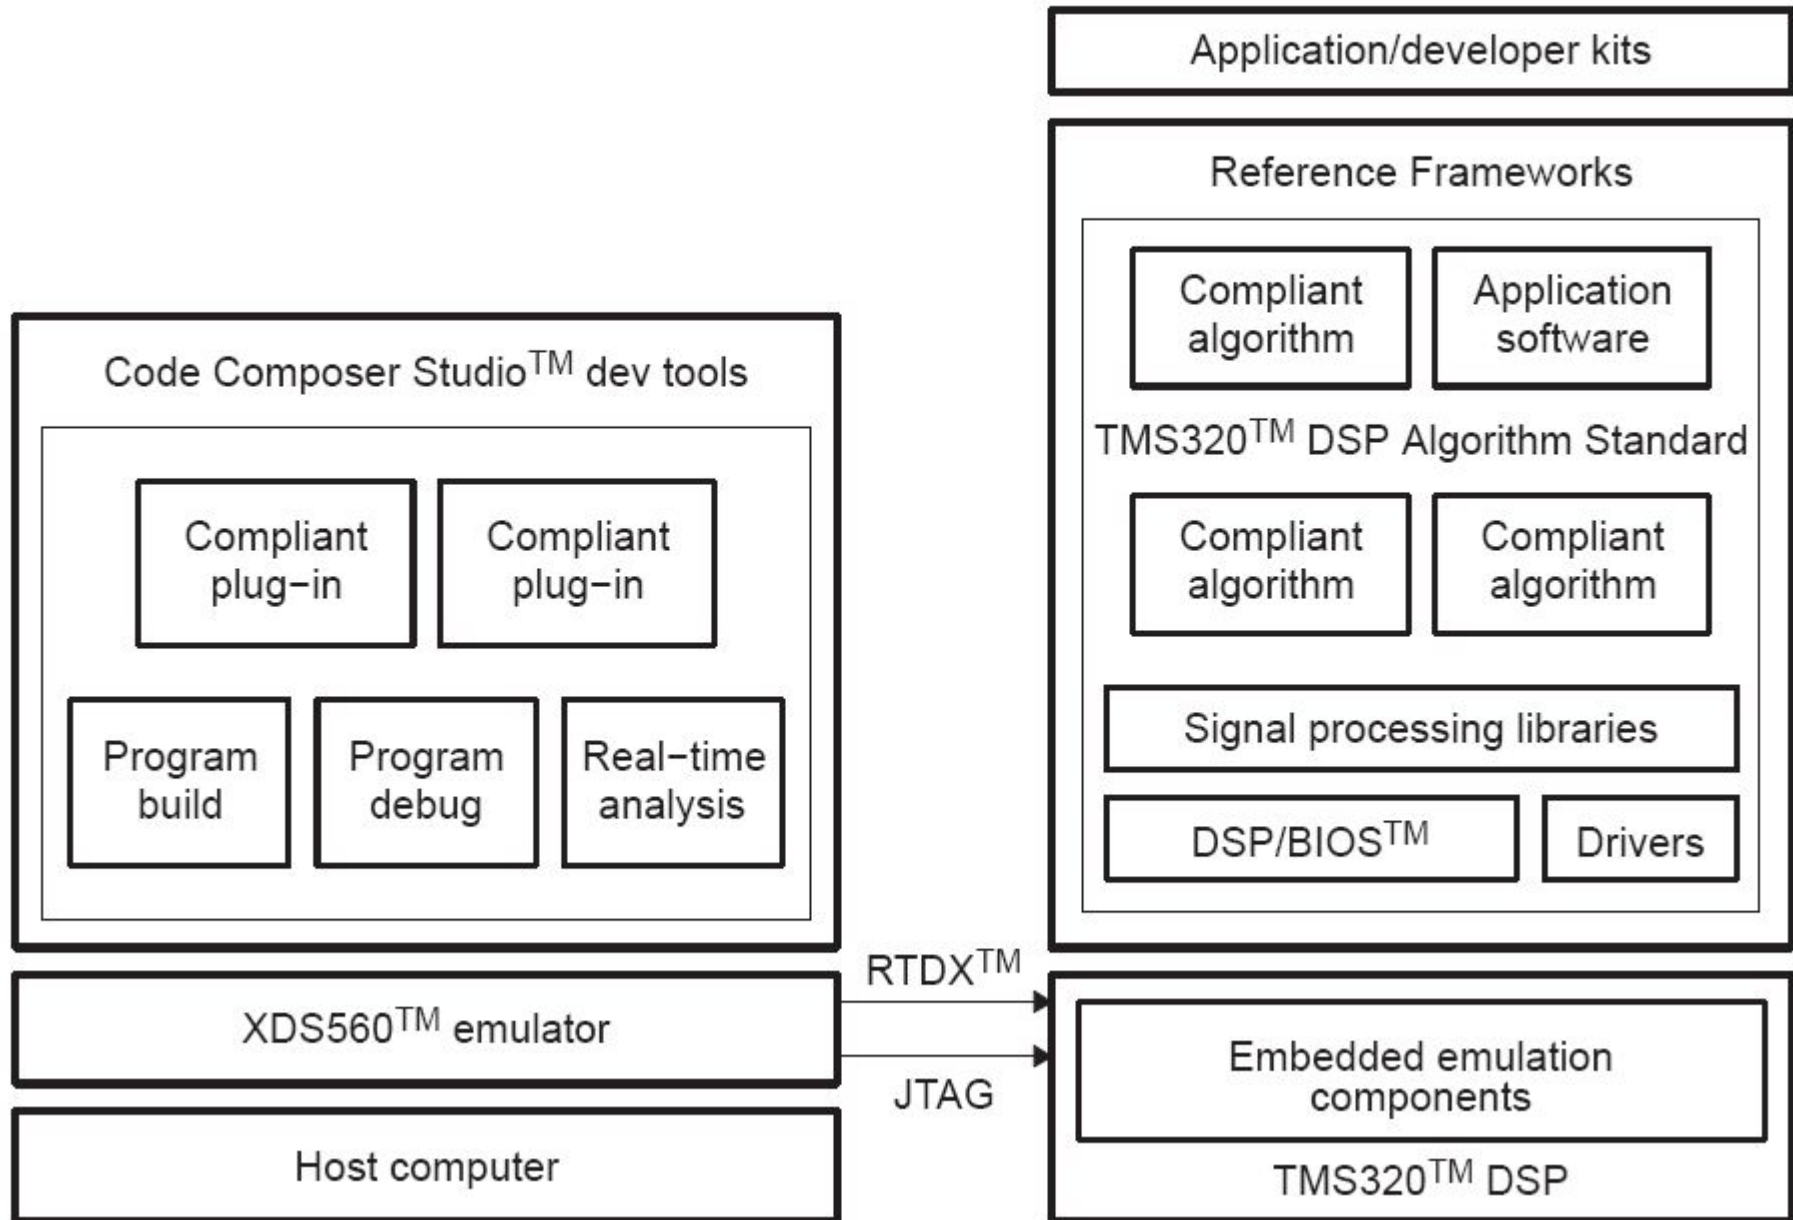 Application/developer kits
Reference Frameworks
Compliant
algorithm
Application
software
TMS320™ DSP Algorithm Standard
Compliant
algorithm
Compliant
algorithm
Signal processing libraries
DSP/BIOS™
Drivers
Code Composer Studio™ dev tools
Compliant
plug−in
Compliant
plug−in
Program
build
Program
debug
Real−time
analysis
XDS560™ emulator
Host computer
RTDX™
JTAG
Embedded emulation
components
TMS320™ DSP